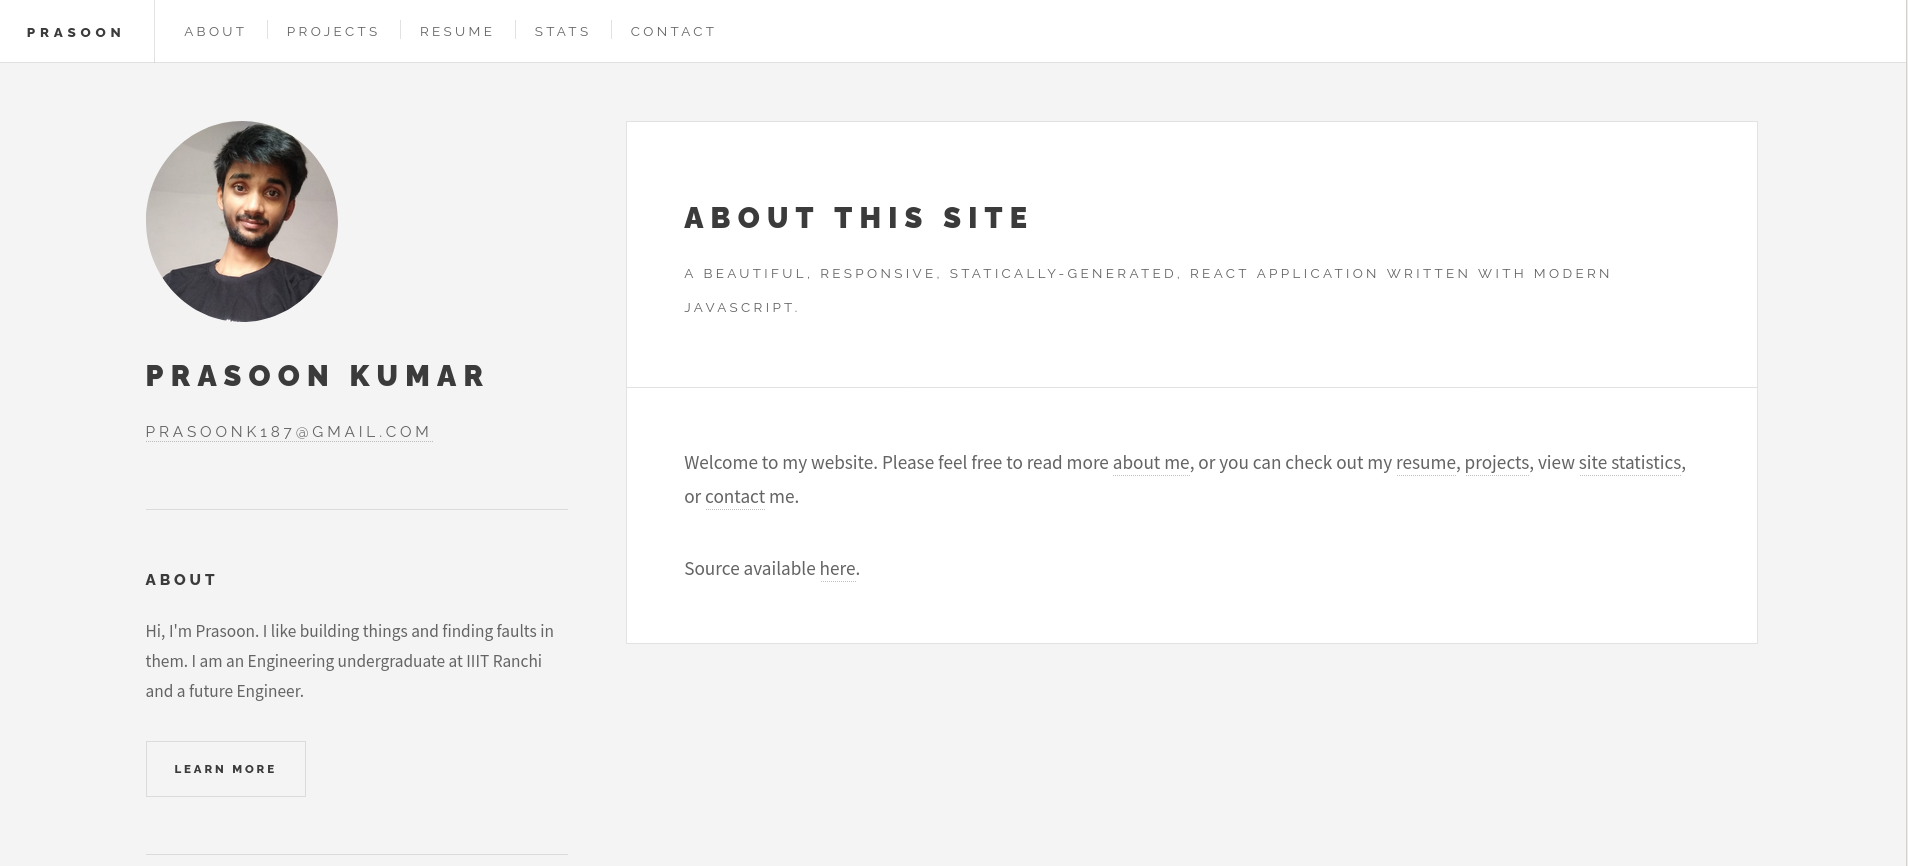 PRASOON
ABOUT
PROJECTS
RESUME
STATS
CONTACT
PRASOON KUMAR
PRASOONK187@GMAIL.COM
ABOUT
Hi, I'm Prasoon. I like building things and finding faults in
them. I am an Engineering undergraduate at IIIT Ranchi
and a future Engineer.
LEARN MORE
ABOUT THIS SITE
A BEAUTIFUL, RESPONSIVE, STATICALLY-GENERATED, REACT APPLICATION WRITTEN WITH MODERN
JAVASCRIPT.
Welcome to my website. Please feel free to read more about me, or you can check out my resume, projects, view site statistics,
or contact me.
Source available here.